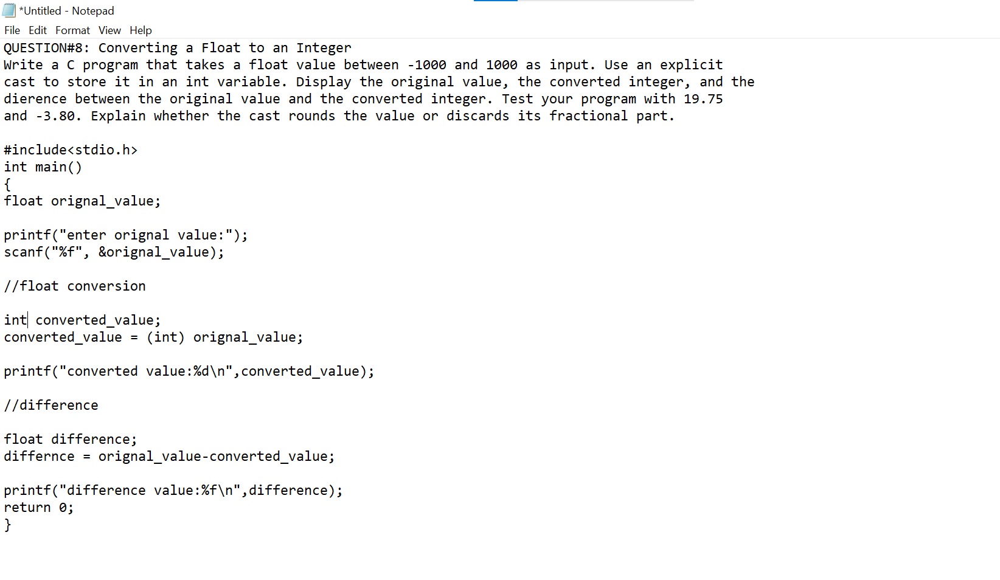 *Untitled - Notepad
File Edit Format View Help
QUESTION#8: Converting a Float to an Integer
Write a C program that takes a float value between -1000 and 1000 as input. Use an explicit
cast to store it in an int variable. Display the original value, the converted integer, and the
dierence between the original value and the converted integer. Test your program with 19.75
and -3.80. Explain whether the cast rounds the value or discards its fractional part.

#include<stdio.h>
int main()
{
float orignal_value;

printf("enter orignal value:");
scanf("%f", &orignal_value);

//float conversion

int converted_value;
converted_value = (int) orignal_value;

printf("converted value:%d\n",converted_value);

//difference

float difference;
differnce = orignal_value-converted_value;

printf("difference value:%f\n",difference);
return 0;
}